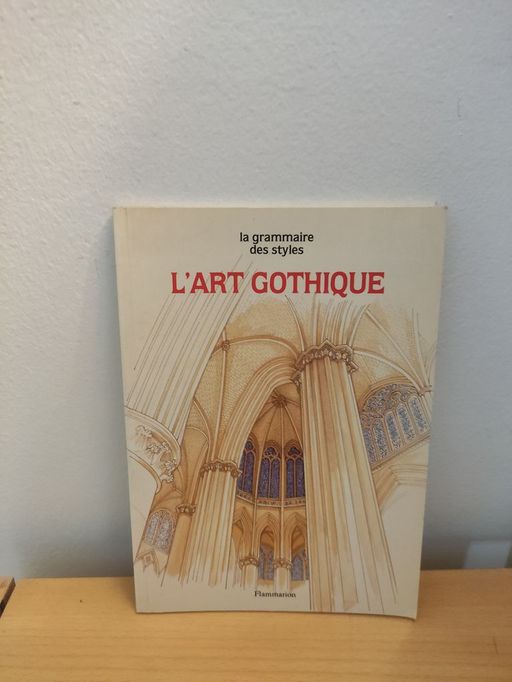 la grammaire
des styles
L'ART GOTHIQUE
Flammarion